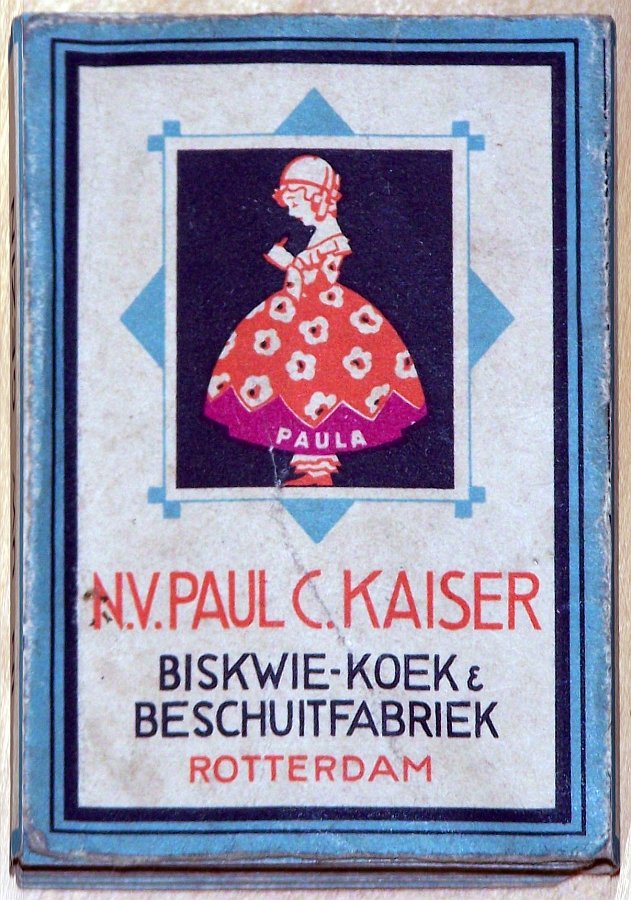 PAULA
N.V. PAUL C. KAISER
BISKWIE-KOEK &
BESCHUITFABRIEK
ROTTERDAM